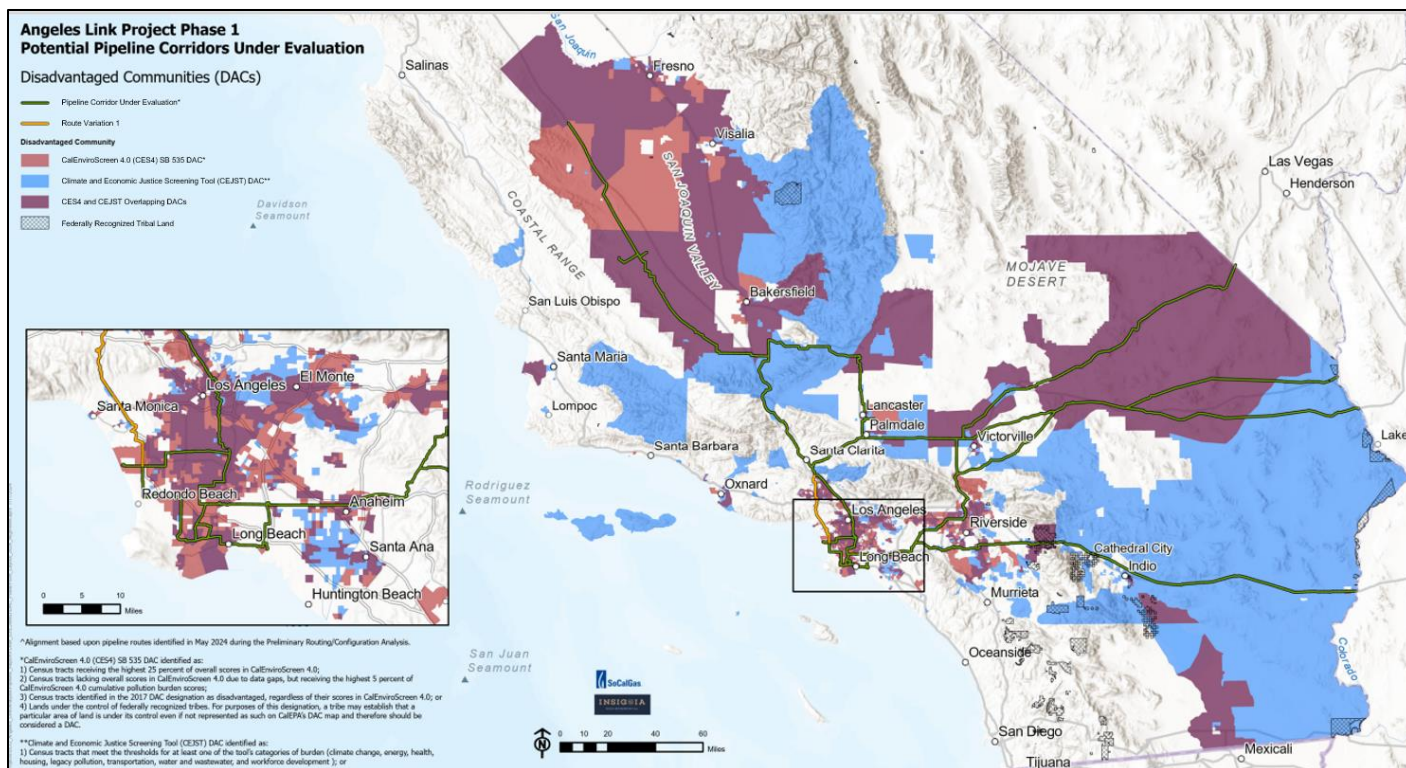 Angeles Link Project Phase 1
Potential Pipeline Corridors Under Evaluation
Disadvantaged Communities (DACs)
Pipeline Corridor Under Evaluation*
Route Variation 1
Disadvantaged Community
CalEnviroScreen 4.0 (CES4) SB 535 DAC*
Climate and Economic Justice Screening Tool (CEJST) DAC**
CES4 and CEJST Overlapping DACs
Federally Recognized Tribal Land
Davidson
Seamount
Salinas
San Joaquin
Fresno
Visalia
SAN JOAQUIN VALLEY
COASTAL RANGE
Las Vegas
Henderson
MOJAVE
DESERT
San Luis Obispo
Bakersfield
Santa Maria
Lompoc
Santa Barbara
Lancaster
Palmdale
Santa Clarita
Victorville
Lake
Oxnard
Rodriguez
Seamount
Los Angeles
Riverside
Long Beach
Cathedral City
Indio
Murrieta
Oceanside
Colorado
San Juan
Seamount
San Diego
Tijuana
Mexicali
Los Angeles
El Monte
Santa Monica
Redondo Beach
Anaheim
Long Beach
Santa Ana
Huntington Beach
0 5 10
Miles
^Alignment based upon pipeline routes identified in May 2024 during the Preliminary Routing/Configuration Analysis.
*CalEnviroScreen 4.0 (CES4) SB 535 DAC identified as:
1) Census tracts receiving the highest 25 percent of overall scores in CalEnviroScreen 4.0;
2) Census tracts lacking overall scores in CalEnviroScreen 4.0 due to data gaps, but receiving the highest 5 percent of
CalEnviroScreen 4.0 cumulative pollution burden scores;
3) Census tracts identified in the 2017 DAC designation as disadvantaged, regardless of their scores in CalEnviroScreen 4.0; or
4) Lands under the control of federally recognized tribes. For purposes of this designation, a tribe may establish that a
particular area of land is under its control even if not represented as such on CalEPA's DAC map and therefore should be
considered a DAC.
**Climate and Economic Justice Screening Tool (CEJST) DAC identified as:
1) Census tracts that meet the thresholds for at least one of the tool's categories of burden (climate change, energy, health,
housing, legacy pollution, transportation, water and wastewater, and workforce development ); or
SoCalGas
INSIGNIA
N
0 10 20 40 60
Miles